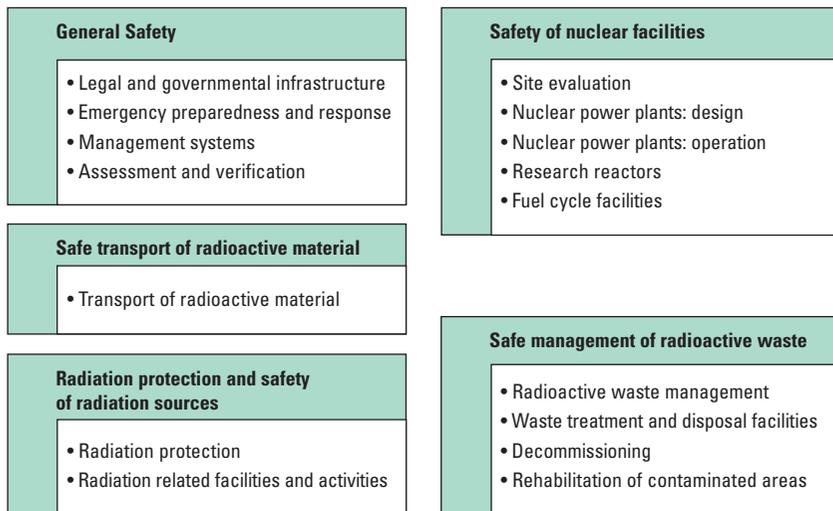 General Safety
• Legal and governmental infrastructure
• Emergency preparedness and response
• Management systems
• Assessment and verification
Safe transport of radioactive material
• Transport of radioactive material
Radiation protection and safety
of radiation sources
• Radiation protection
• Radiation related facilities and activities
Safety of nuclear facilities
• Site evaluation
• Nuclear power plants: design
• Nuclear power plants: operation
• Research reactors
• Fuel cycle facilities
Safe management of radioactive waste
• Radioactive waste management
• Waste treatment and disposal facilities
• Decommissioning
• Rehabilitation of contaminated areas